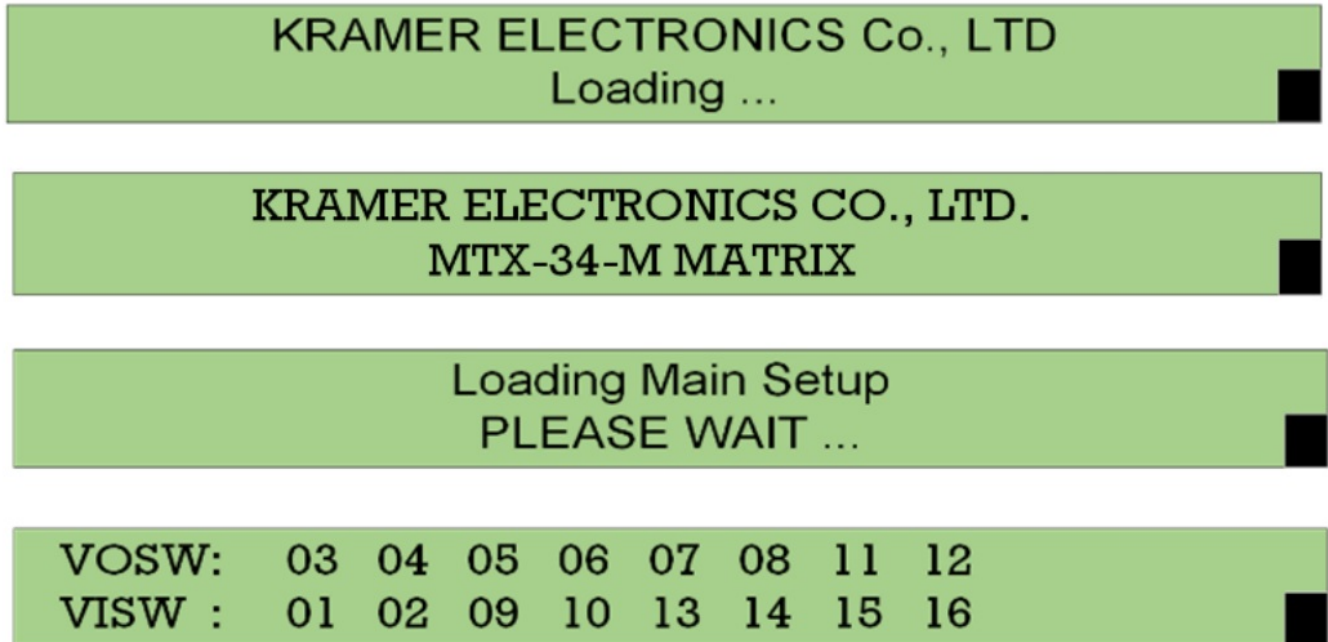 KRAMER ELECTRONICS Co., LTD
Loading ...
KRAMER ELECTRONICS CO., LTD.
MTX-34-M MATRIX
Loading Main Setup
PLEASE WAIT ...
VOSW: 03 04 05 06 07 08 11 12
VISW : 01 02 09 10 13 14 15 16